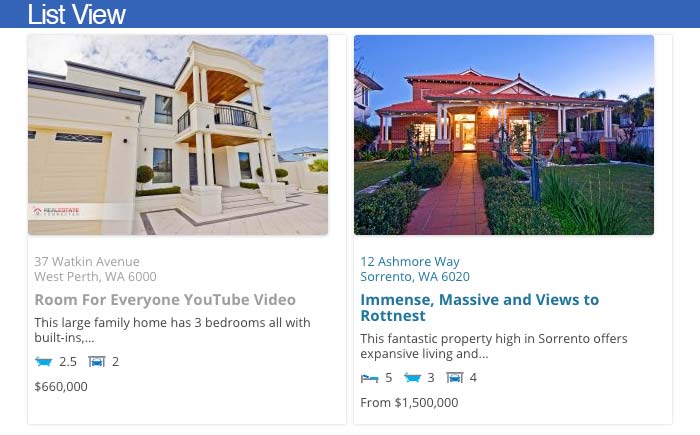 List View
REALESTATE
CONNECTED
37 Watkin Avenue
West Perth, WA 6000
Room For Everyone YouTube Video
This large family home has 3 bedrooms all with
built-ins,...
2.5 2
$660,000
12 Ashmore Way
Sorrento, WA 6020
Immense, Massive and Views to
Rottnest
This fantastic property high in Sorrento offers
expansive living and...
5 3 4
From $1,500,000